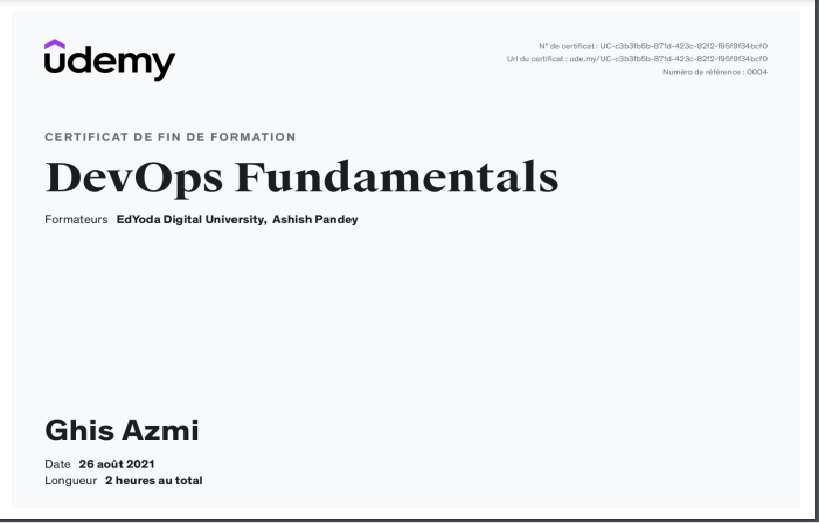 udemy
N° de certificat : UC-c3b3fb5b-871d-423c-82f2-f95f9f34bcf0
Url du certificat : ude.my/UC-c3b3fb5b-871d-423c-82f2-f95f9f34bcf0
Numéro de référence : 0004
CERTIFICAT DE FIN DE FORMATION
DevOps Fundamentals
Formateurs EdYoda Digital University, Ashish Pandey
Ghis Azmi
Date 26 août 2021
Longueur 2 heures au total